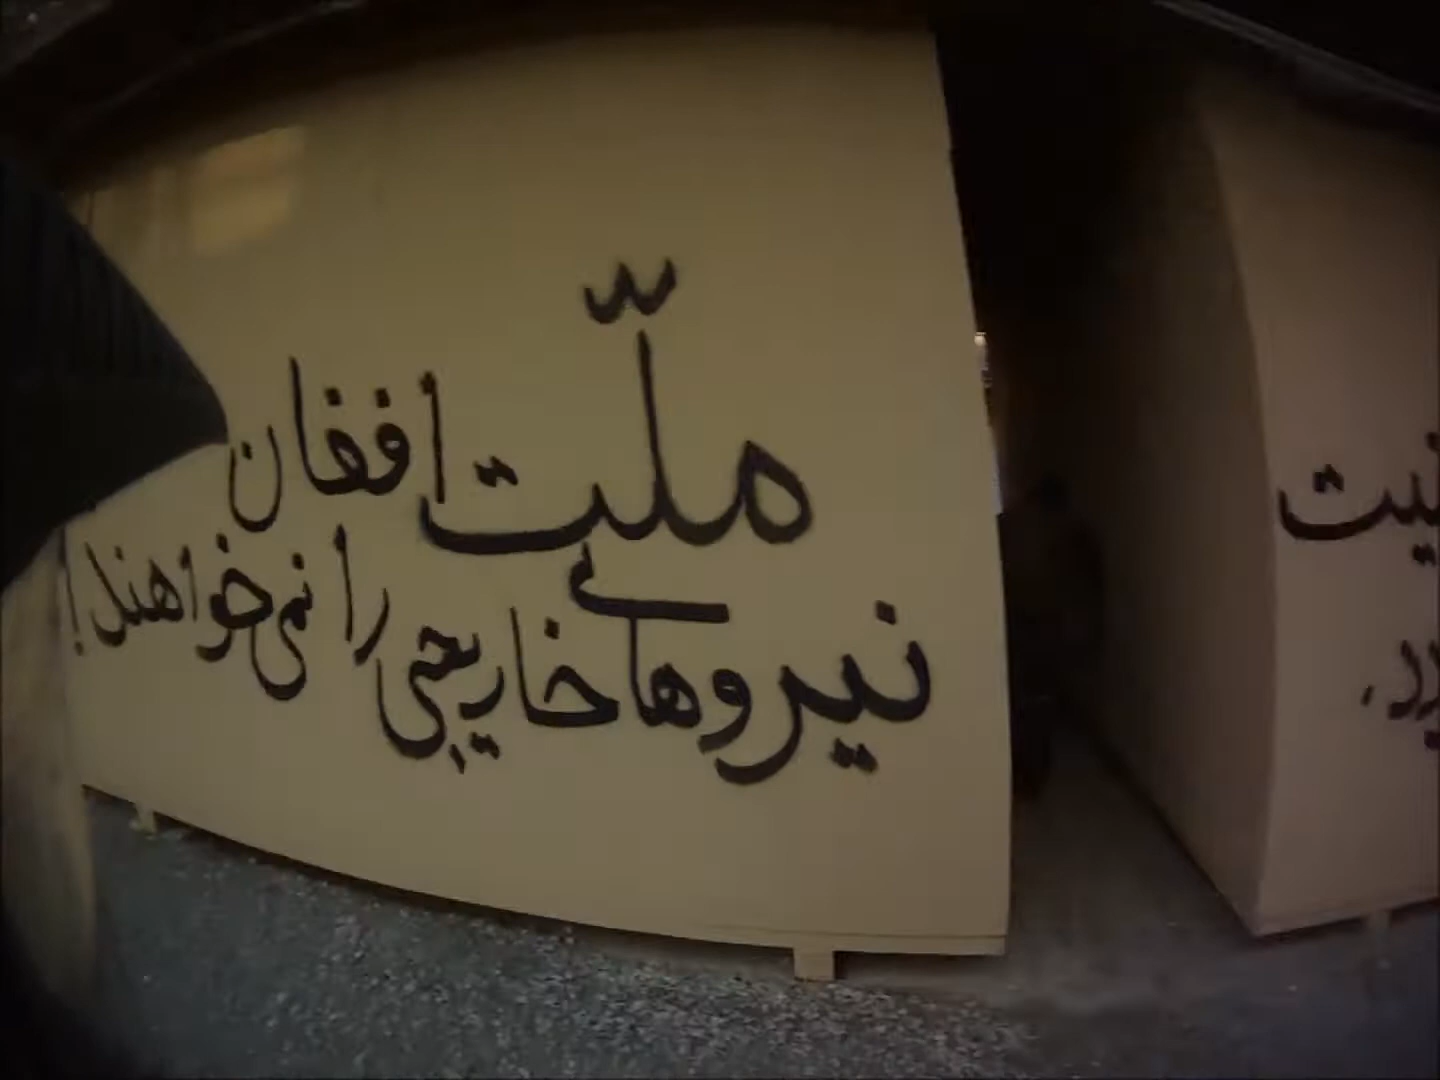 ملّت افغان
نیروهای خارجی را نمی خواهند!